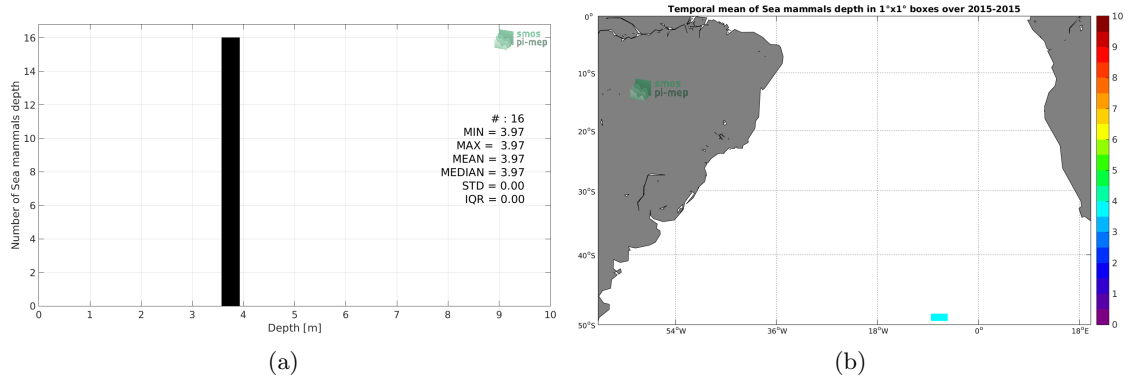 smos
pi-mep
Number of Sea mammals depth
16
14
12
10
8
6
4
2
0
# : 16
MIN = 3.97
MAX = 3.97
MEAN = 3.97
MEDIAN = 3.97
STD = 0.00
IQR = 0.00
0 1 2 3 4 5 6 7 8 9 10
Depth [m]
(a)
Temporal mean of Sea mammals depth in 1°x1° boxes over 2015-2015
0°
10°S
20°S
30°S
40°S
50°S
smos
pi-mep
54°W 36°W 18°W 0° 18°E
10
9
8
7
6
5
4
3
2
1
0
(b)